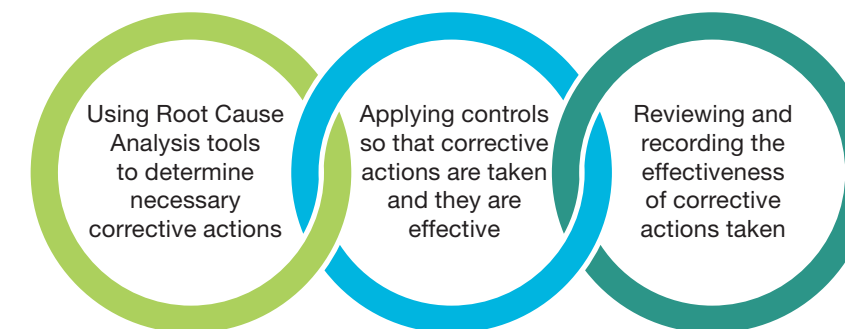 Using Root Cause
Analysis tools
to determine
necessary
corrective actions
Applying controls
so that corrective
actions are taken
and they are
effective
Reviewing and
recording the
effectiveness
of corrective
actions taken